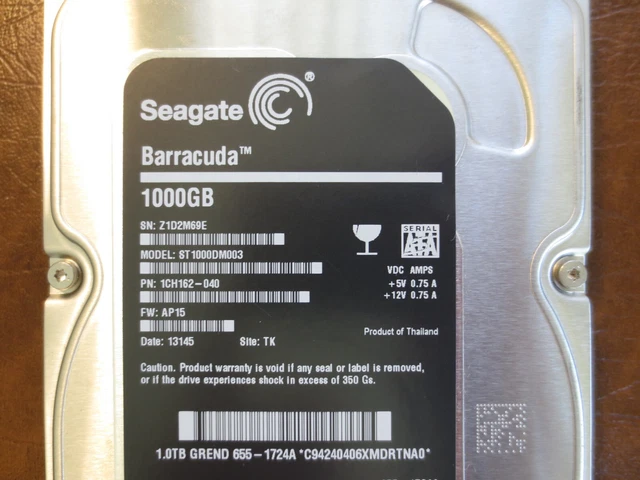 Seagate®
Barracuda™
1000GB
SN: Z1D2M69E
SERIAL
ATA
MODEL: ST1000DM003
VDC AMPS
+5V 0.75 A
+12V 0.75 A
PN: 1CH162-040
FW: AP15
Product of Thailand
Date: 13145 Site: TK
Caution. Product warranty is void if any seal or label is removed,
or if the drive experiences shock in excess of 350 Gs.
1.0TB GREND 655-1724A *C94240406XMDRTNA0*